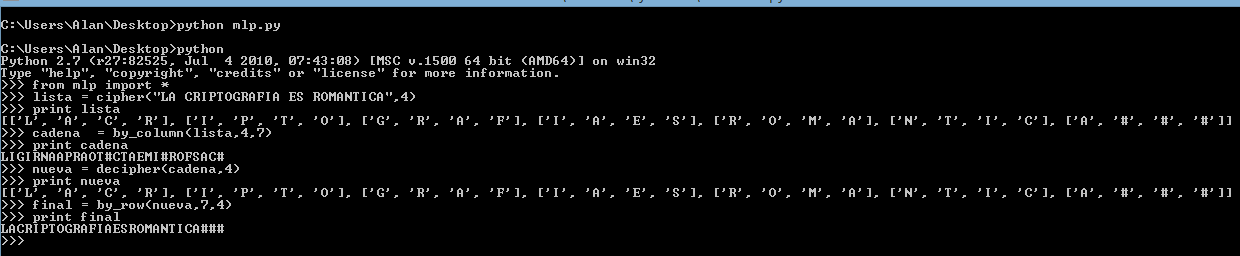 C:\Users\Alan\Desktop>python mlp.py
C:\Users\Alan\Desktop>python
Python 2.7 (r27:82525, Jul  4 2010, 07:43:08) [MSC v.1500 64 bit (AMD64)] on win32
Type "help", "copyright", "credits" or "license" for more information.
>>> from mlp import *
>>> lista = cipher("LA CRIPTOGRAFIA ES ROMANTICA",4)
>>> print lista
[['L', 'A', 'C', 'R'], ['I', 'P', 'T', 'O'], ['G', 'R', 'A', 'F'], ['I', 'A', 'E', 'S'], ['R', 'O', 'M', 'A'], ['N', 'T', 'I', 'C'], ['A', '#', '#', '#']]
>>> cadena  = by_column(lista,4,7)
>>> print cadena
LIGIRNAAPRAOT#CTAEMI#ROFSAC#
>>> nueva = decipher(cadena,4)
>>> print nueva
[['L', 'A', 'C', 'R'], ['I', 'P', 'T', 'O'], ['G', 'R', 'A', 'F'], ['I', 'A', 'E', 'S'], ['R', 'O', 'M', 'A'], ['N', 'T', 'I', 'C'], ['A', '#', '#', '#']]
>>> final = by_row(nueva,7,4)
>>> print final
LACRIPTOGRAFIAESROMANTICA###
>>>